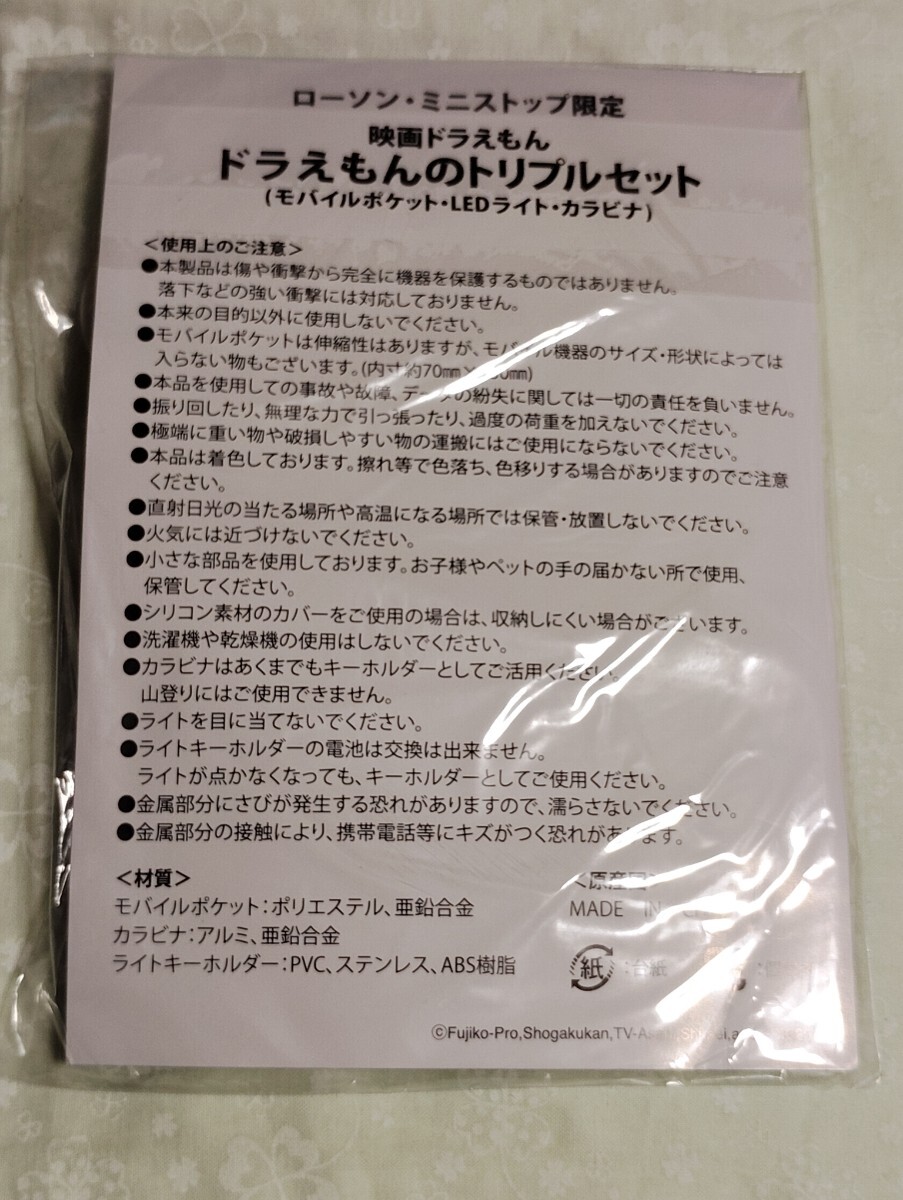 ローソン・ミニストップ限定
映画ドラえもん
ドラえもんのトリプルセット
(モバイルポケット・LEDライト・カラビナ)
＜使用上のご注意＞
●本製品は傷や衝撃から完全に機器を保護するものではありません。
落下などの強い衝撃には対応しておりません。
●本来の目的以外に使用しないでください。
●モバイルポケットは伸縮性はありますが、モバイル機器のサイズ・形状によっては
入らない物もございます。(内寸約70mm×
●本品を使用しての事故や故障、データの紛失に関しては一切の責任を負いません。
●振り回したり、無理な力で引っ張ったり、過度の荷重を加えないでください。
●極端に重い物や破損しやすい物の運搬にはご使用にならないでください。
●本品は着色しております。擦れ等で色落ち、色移りする場合がありますのでご注意
ください。
●直射日光の当たる場所や高温になる場所では保管・放置しないでください。
●火気には近づけないでください。
●小さな部品を使用しております。お子様やペットの手の届かない所で使用、
保管してください。
●シリコン素材のカバーをご使用の場合は、収納しにくい場合がございます。
●洗濯機や乾燥機の使用はしないでください。
●カラビナはあくまでもキーホルダーとしてご活用ください。
山登りにはご使用できません。
●ライトを目に当てないでください。
●ライトキーホルダーの電池は交換は出来ません。
ライトが点かなくなっても、キーホルダーとしてご使用ください。
●金属部分にさびが発生する恐れがありますので、濡らさないでください。
●金属部分の接触により、携帯電話等にキズがつく恐れがあります。
＜材質＞
モバイルポケット：ポリエステル、亜鉛合金
カラビナ：アルミ、亜鉛合金
ライトキーホルダー：PVC、ステンレス、ABS樹脂
＜原産国＞
MADE IN
紙：台紙
©Fujiko-Pro,Shogakukan,TV-Asahi,Shin-ei,a